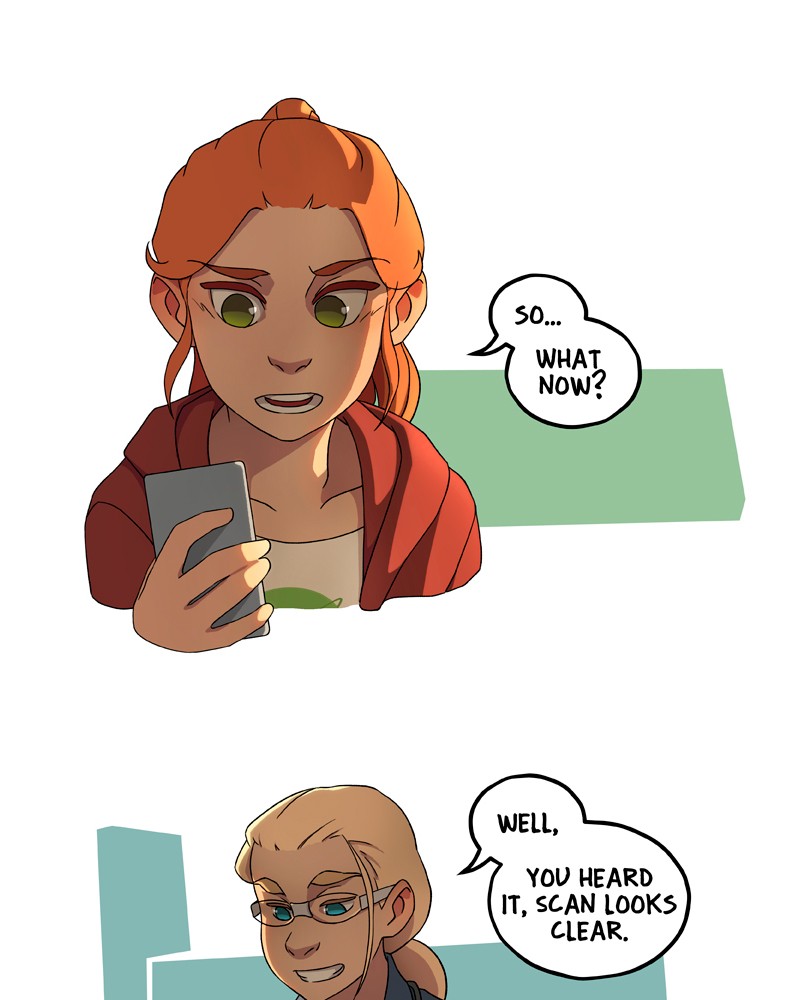 SO...
WHAT
NOW?
WELL,
YOU HEARD
IT, SCAN LOOKS
CLEAR.